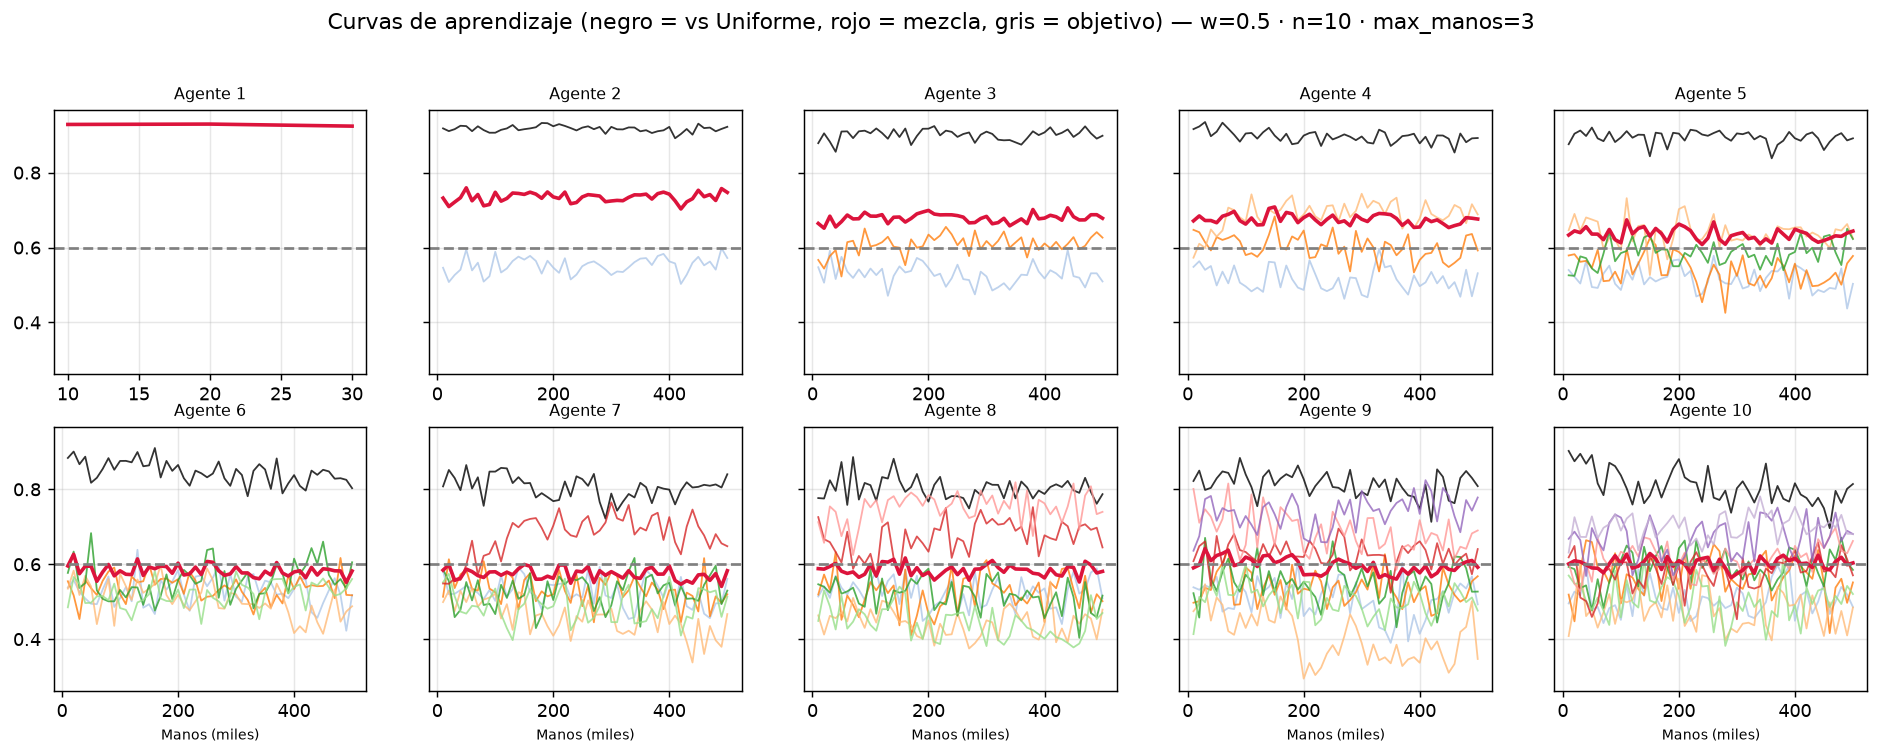 Curvas de aprendizaje (negro = vs Uniforme, rojo = mezcla, gris = objetivo) — w=0.5 · n=10 · max_manos=3
Agente 1
Agente 2
Agente 3
Agente 4
Agente 5
0.8
0.6
0.4
10 15 20 25 30
0 200 400
0 200 400
0 200 400
0 200 400
Agente 6
Agente 7
Agente 8
Agente 9
Agente 10
0.8
0.6
0.4
0 200 400
0 200 400
0 200 400
0 200 400
0 200 400
Manos (miles)
Manos (miles)
Manos (miles)
Manos (miles)
Manos (miles)